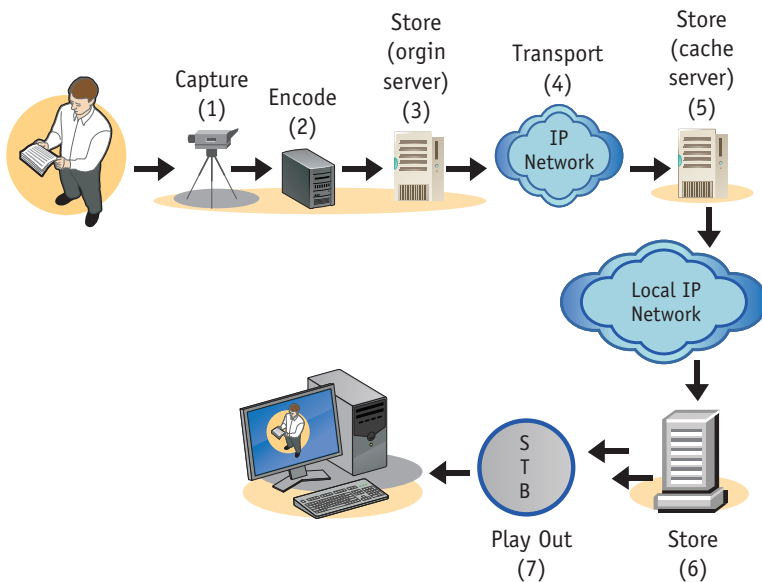 Capture
(1)
Encode
(2)
Store
(orgin
server)
(3)
Transport
(4)
IP
Network
Store
(cache
server)
(5)
Local IP
Network
Store
(6)
S
T
B
Play Out
(7)